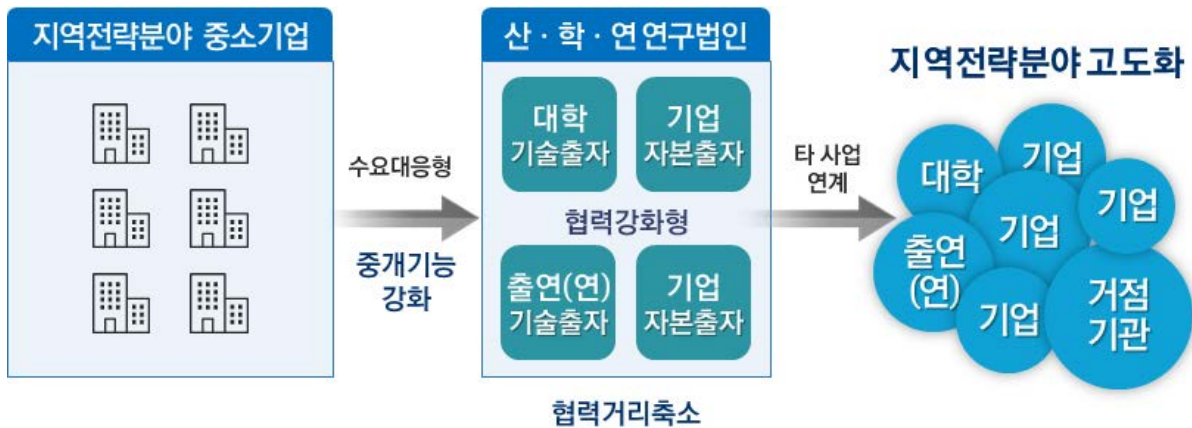 지역전략분야 중소기업
수요대응형
중개기능
강화
산 · 학 · 연 연구법인
대학
기술출자
기업
자본출자
협력강화형
출연(연)
기술출자
기업
자본출자
협력거리축소
타 사업
연계
지역전략분야 고도화
대학
기업
기업
기업
출연
(연)
기업
거점
기관